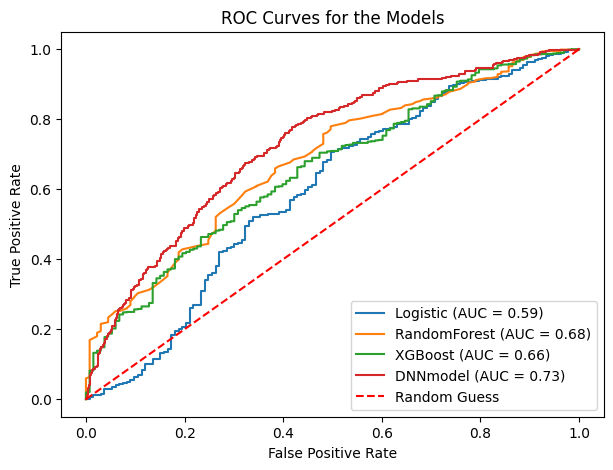 ROC Curves for the Models
True Positive Rate
1.0
0.8
0.6
0.4
0.2
0.0
Logistic (AUC = 0.59)
RandomForest (AUC = 0.68)
XGBoost (AUC = 0.66)
DNNmodel (AUC = 0.73)
Random Guess
0.0 0.2 0.4 0.6 0.8 1.0
False Positive Rate